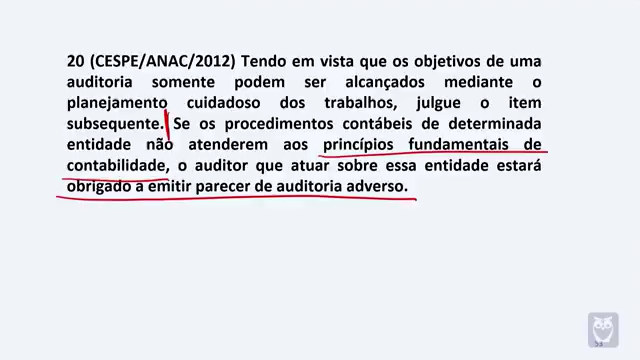 20 (CESPE/ANAC/2012) Tendo em vista que os objetivos de uma
auditoria somente podem ser alcançados mediante o
planejamento cuidadoso dos trabalhos, julgue o item
subsequente. Se os procedimentos contábeis de determinada
entidade não atenderem aos princípios fundamentais de
contabilidade, o auditor que atuar sobre essa entidade estará
obrigado a emitir parecer de auditoria adverso.
53